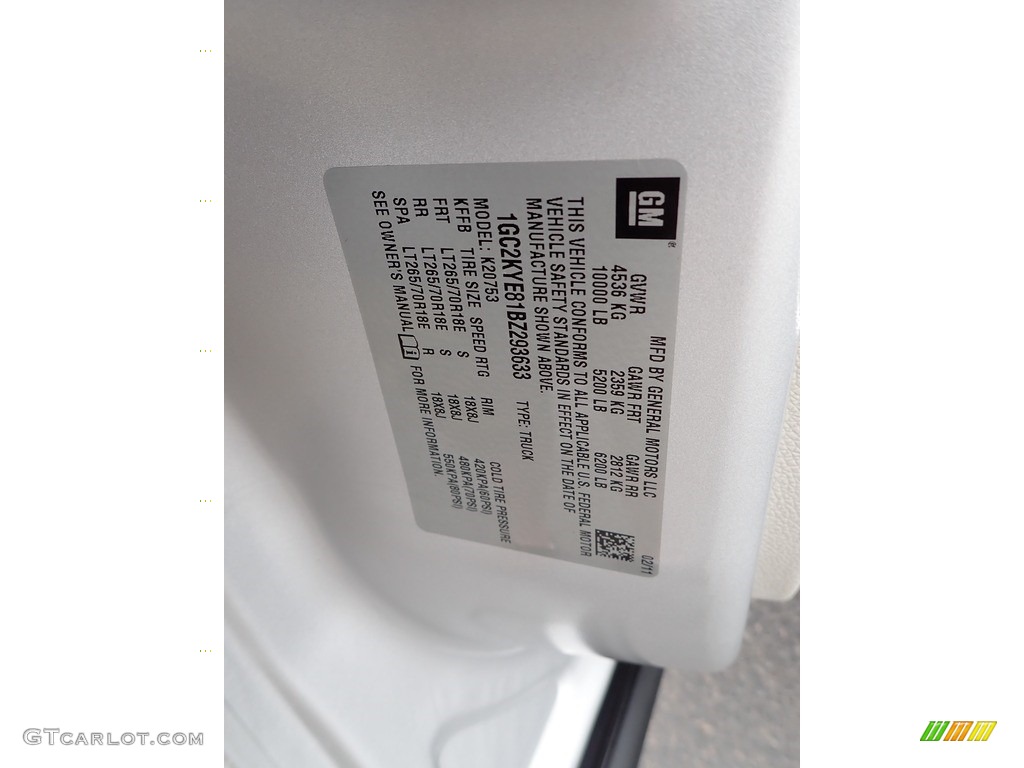 GM
®
MFD BY GENERAL MOTORS LLC 02/11
GVWR GAWR FRT GAWR RR
4536 KG 2359 KG 2812 KG
10000 LB 5200 LB 6200 LB
THIS VEHICLE CONFORMS TO ALL APPLICABLE U.S. FEDERAL MOTOR
VEHICLE SAFETY STANDARDS IN EFFECT ON THE DATE OF
MANUFACTURE SHOWN ABOVE.
1GC2KYE81BZ293633 TYPE: TRUCK
MODEL: K20753
KFFB TIRE SIZE SPEED RTG RIM COLD TIRE PRESSURE
FRT LT265/70R18E S 18X8J 420KPA(60PSI)
RR LT265/70R18E S 18X8J 480KPA(70PSI)
SPA LT265/70R18E R 18X8J 550KPA(80PSI)
SEE OWNER'S MANUAL FOR MORE INFORMATION.
GTCARLOT.COM